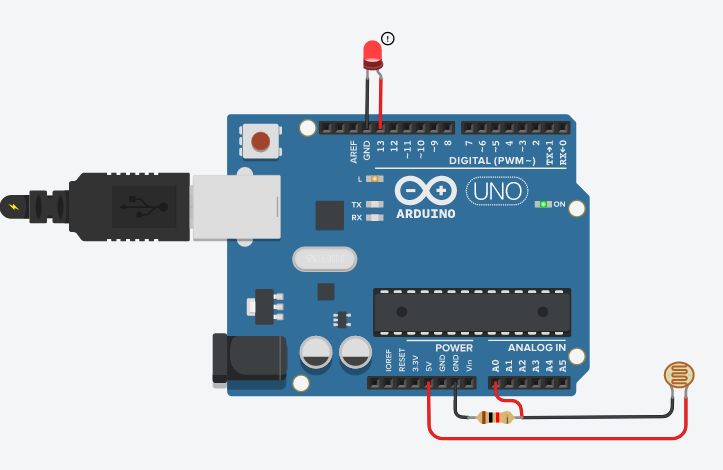 !
AREF
GND
13
12
~11
~10
~9
8
7
~6
~5
4
~3
2
TX→1
RX←0
DIGITAL (PWM~)
L
TX
RX
UNO
ARDUINO
ON
POWER
ANALOG IN
IOREF
RESET
3.3V
5V
GND
GND
Vin
A0
A1
A2
A3
A4
A5